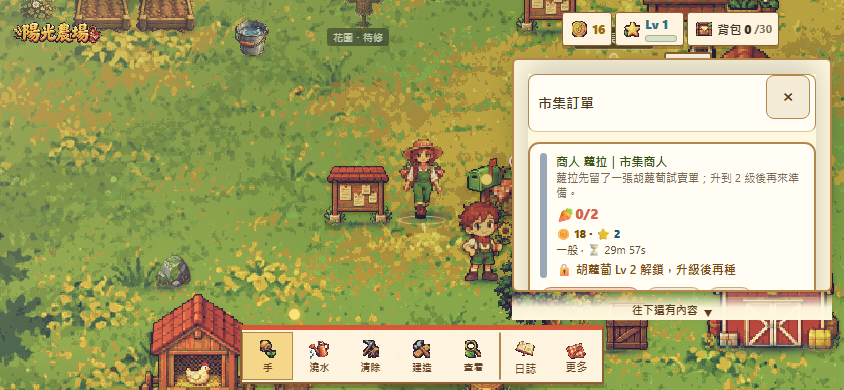 陽光農場
花圃·待修
16
Lv 1
背包 0 /30
市集訂單
×
商人 蘿拉｜市集商人
蘿拉先留了一張胡蘿蔔試賣單；升到 2 級後再來準
備。
0/2
18 · 2
一般 · 29m 57s
胡蘿蔔 Lv 2 解鎖，升級後再種
往下還有內容 ▼
手
澆水
清除
建造
查看
日誌
更多